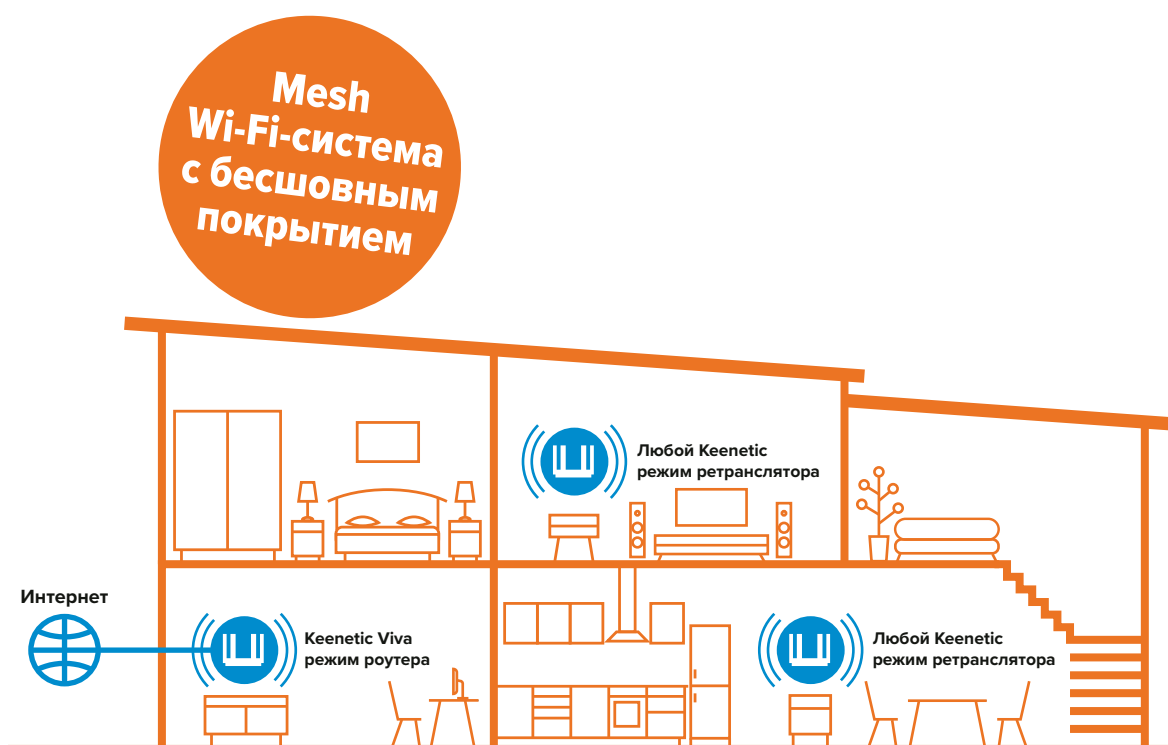 Mesh
Wi-Fi-система
с бесшовным
покрытием
Любой Keenetic
режим ретранслятора
Интернет
Keenetic Viva
режим роутера
Любой Keenetic
режим ретранслятора